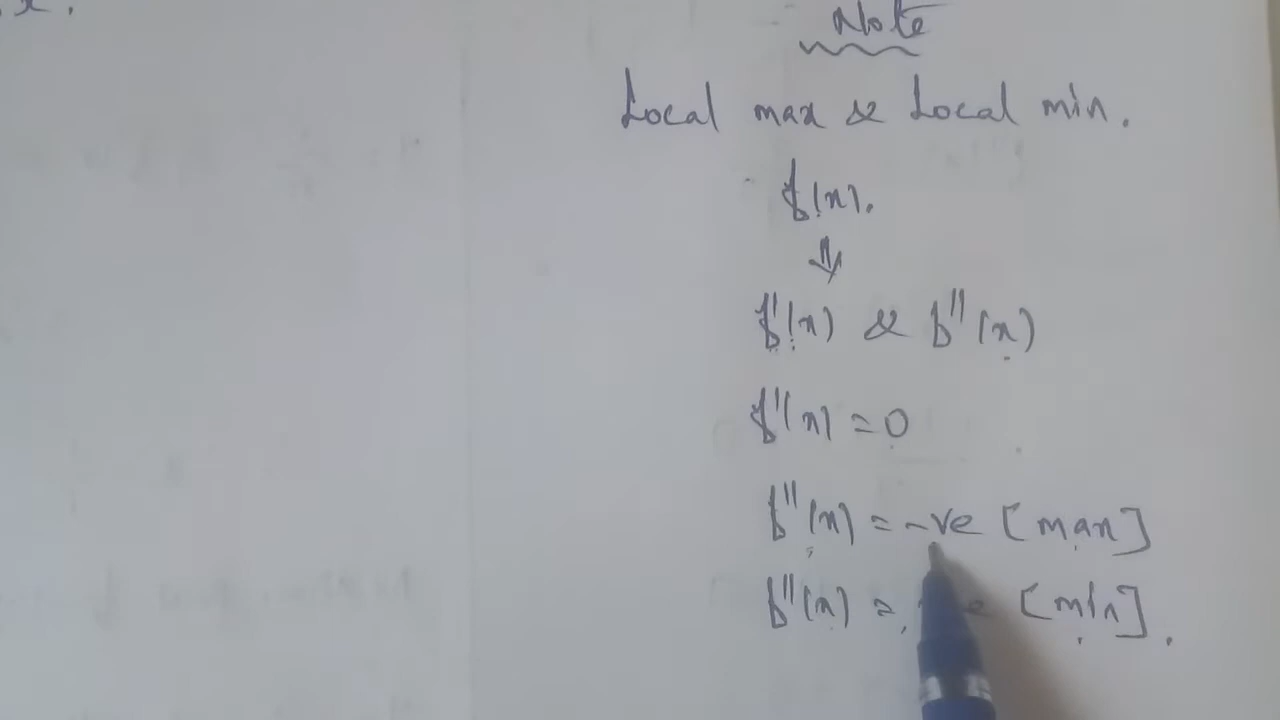 x.
Note
Local max & Local min.
f(x).
⇓
f'(x) & f''(x)
f'(x) = 0
f''(x) = -ve [max]
f''(x) = [min].